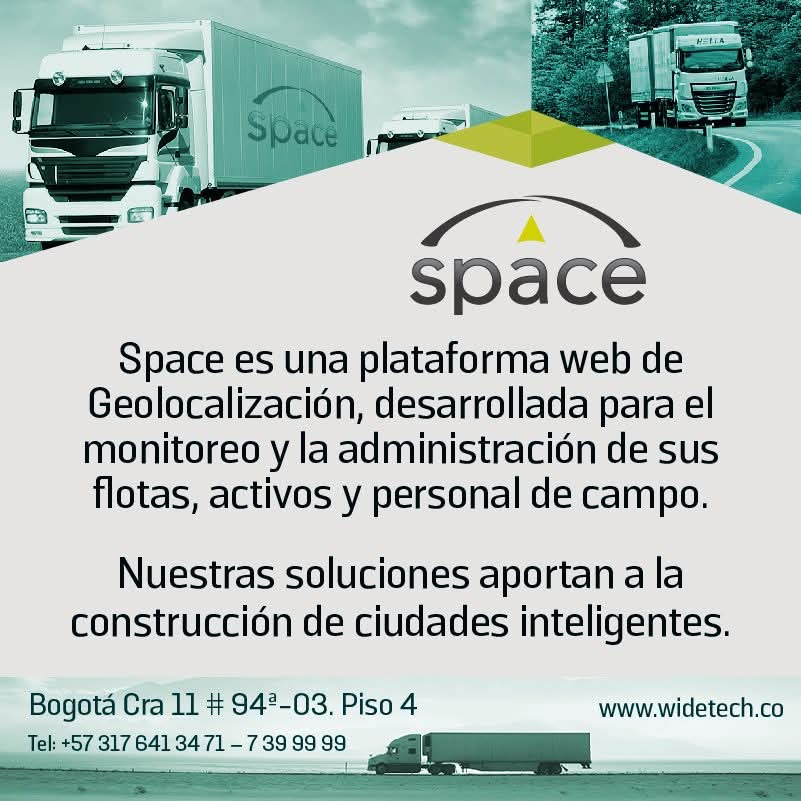 space
HELLA
space
Space es una plataforma web de
Geolocalización, desarrollada para el
monitoreo y la administración de sus
flotas, activos y personal de campo.
Nuestras soluciones aportan a la
construcción de ciudades inteligentes.
Bogotá Cra 11 # 94ª-03. Piso 4
www.widetech.co
Tel: +57 317 641 34 71 – 7 39 99 99